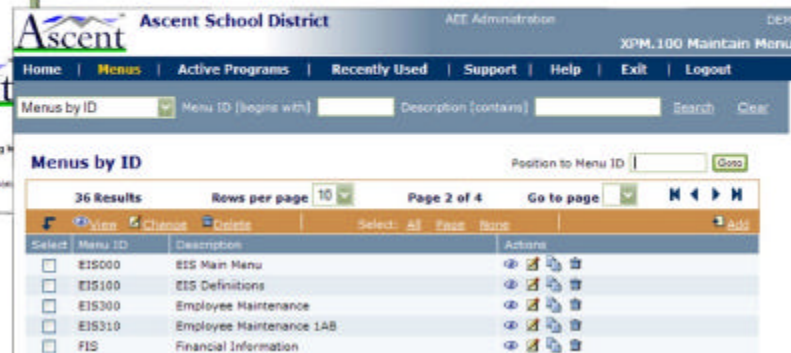 Ascent
Ascent School District
AEE Administration
XPM.100 Maintain Menu
Home | Menus | Active Programs | Recently Used | Support | Help | Exit | Logout
Menus by ID Menu ID [begins with] Description [contains] Search Clear
Menus by ID Position to Menu ID Goto
36 Results Rows per page 10 Page 2 of 4 Go to page
View Change Delete Select: All Page None Add
Select Menu ID Description Actions
EIS000 EIS Main Menu
EIS100 EIS Definitions
EIS300 Employee Maintenance
EIS310 Employee Maintenance 1AB
FIS Financial Information